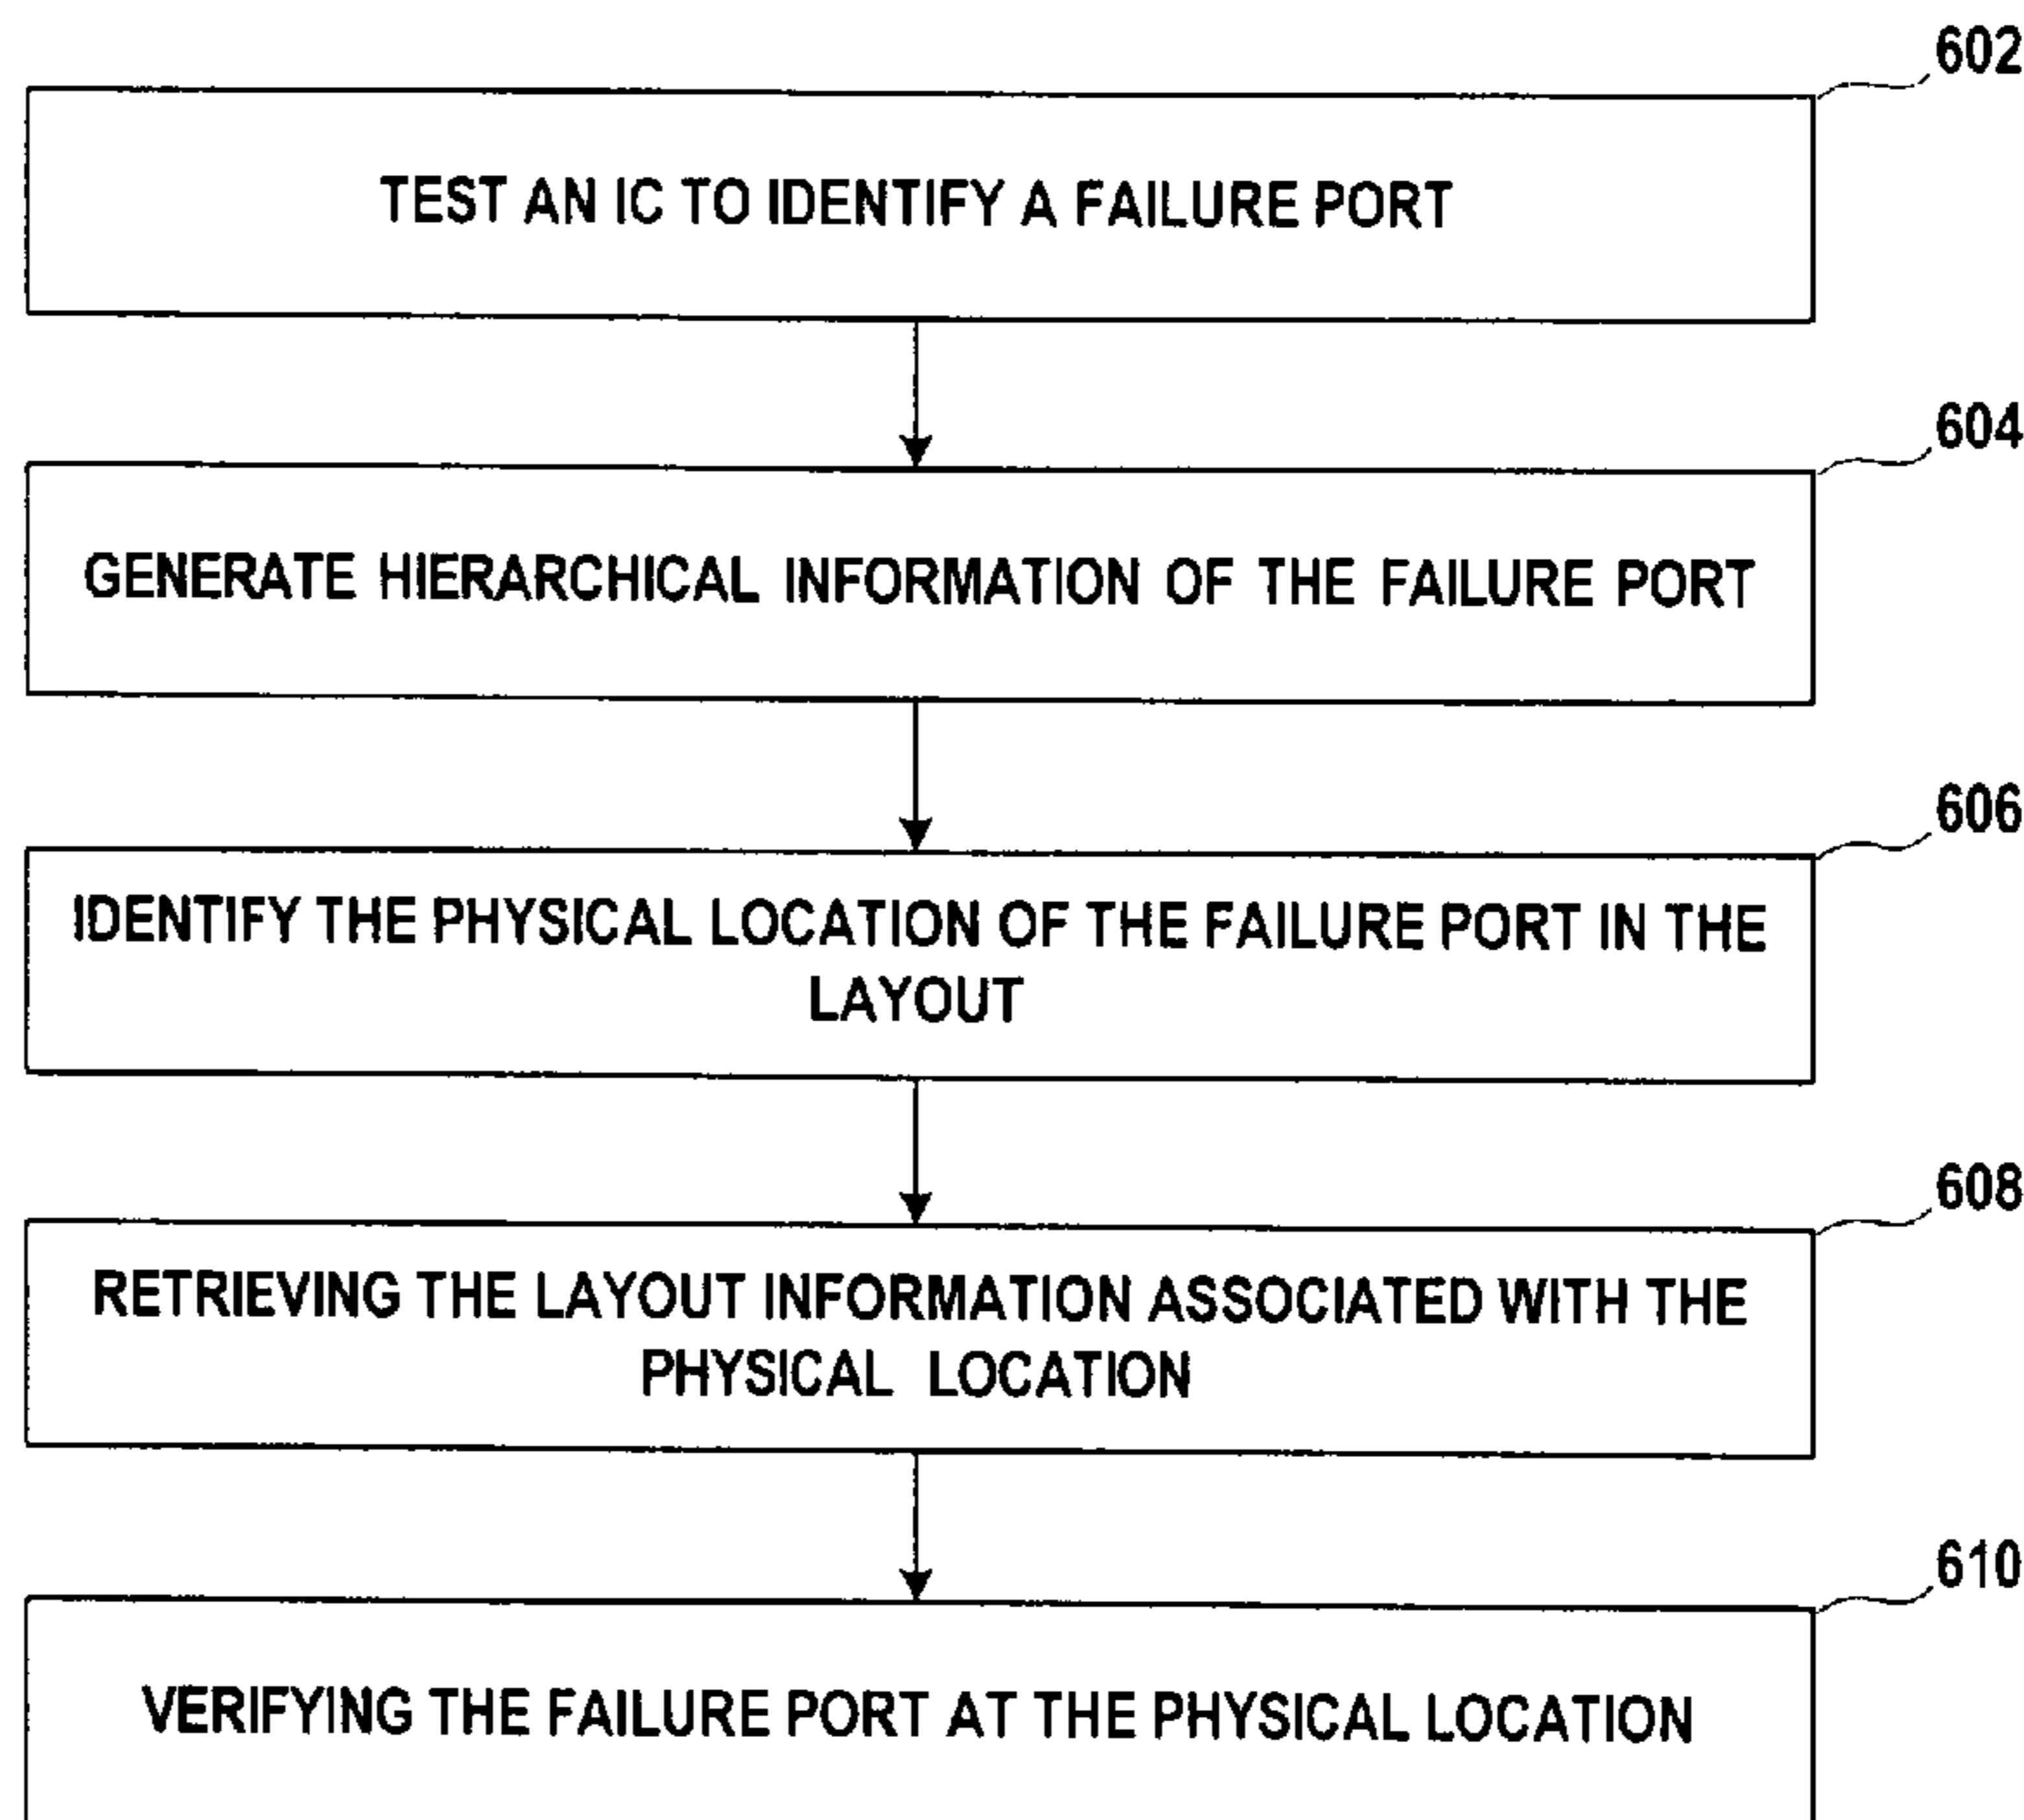 602
TEST AN IC TO IDENTIFY A FAILURE PORT
604
GENERATE HIERARCHICAL INFORMATION OF THE FAILURE PORT
606
IDENTIFY THE PHYSICAL LOCATION OF THE FAILURE PORT IN THE
LAYOUT
608
RETRIEVING THE LAYOUT INFORMATION ASSOCIATED WITH THE
PHYSICAL LOCATION
610
VERIFYING THE FAILURE PORT AT THE PHYSICAL LOCATION